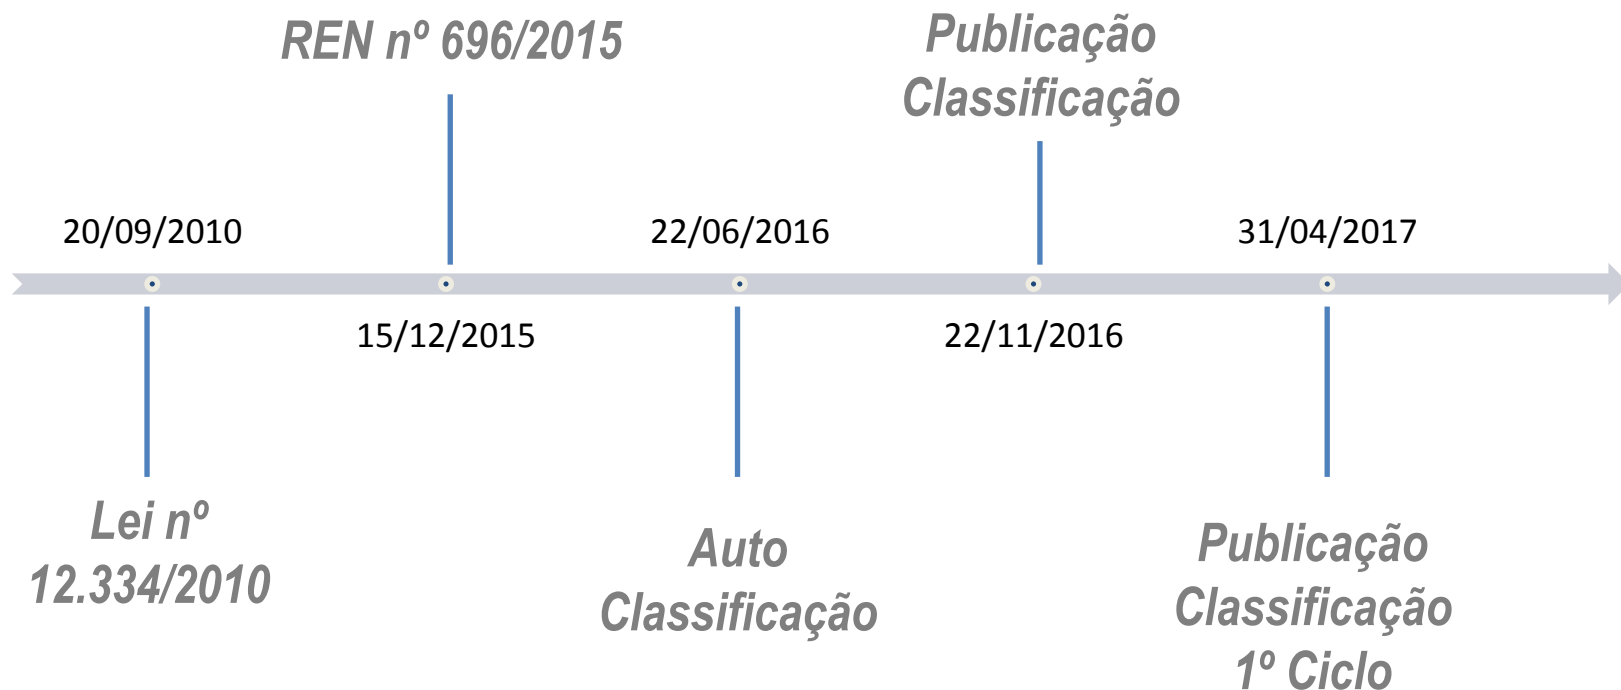 REN nº 696/2015
Publicação
Classificação
20/09/2010
22/06/2016
31/04/2017
15/12/2015
22/11/2016
Lei nº
12.334/2010
Auto
Classificação
Publicação
Classificação
1º Ciclo